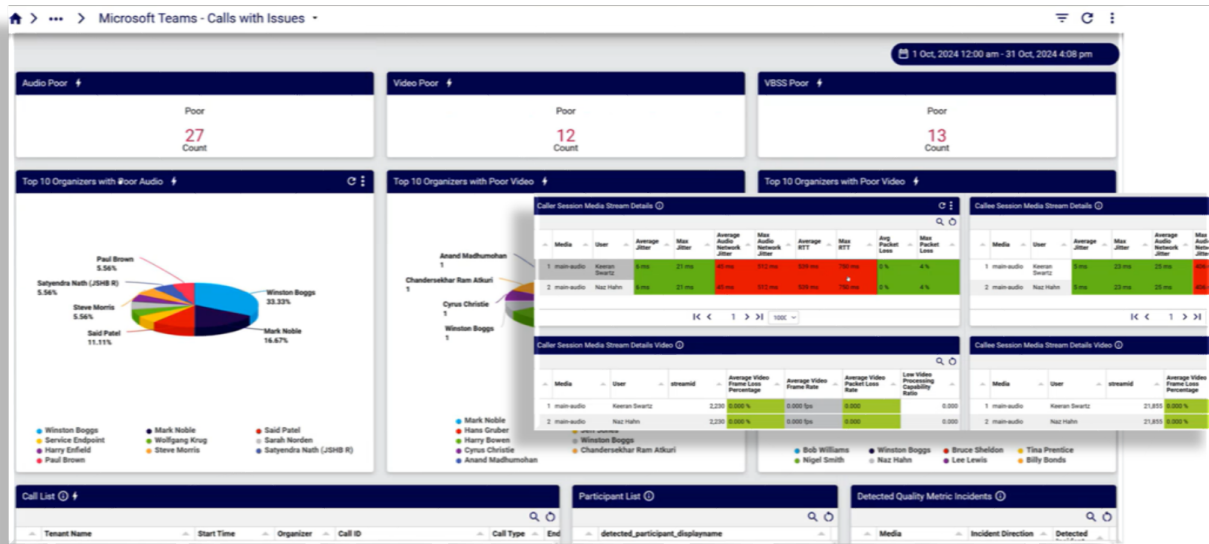 Microsoft Teams - Calls with Issues
1 Oct, 2024 12:00 am - 31 Oct, 2024 4:08 pm
Audio Poor
Poor
27
Count
Video Poor
Poor
12
Count
VBSS Poor
Poor
13
Count
Top 10 Organizers with Poor Audio
Paul Brown
5.56%
Satyendra Nath (JSHB R)
5.56%
Steve Morris
5.56%
Said Patel
11.11%
Winston Boggs
33.33%
Mark Noble
16.67%
Winston Boggs
Mark Noble
Said Patel
Service Endpoint
Wolfgang Krug
Sarah Norden
Harry Enfield
Steve Morris
Satyendra Nath (JSHB R)
Paul Brown
Top 10 Organizers with Poor Video
Anand Madhumohan
1
Chandersekhar Ram Atkuri
1
Cyrus Christie
1
Winston Boggs
1
Mark Noble
Hans Gruber
Harry Bowen
Winston Boggs
Cyrus Christie
Chandersekhar Ram Atkuri
Anand Madhumohan
Top 10 Organizers with Poor Video
Bob Williams
Winston Boggs
Bruce Sheldon
Tina Prentice
Nigel Smith
Naz Hahn
Lee Lewis
Billy Bonds
Caller Session Media Stream Details
Media User Average Jitter Max Jitter Average Audio Network Jitter Max Audio Network Jitter Average RTT Max RTT Avg Packet Loss Max Packet Loss
1 main-audio Keeran Swartz 6 ms 21 ms 45 ms 512 ms 509 ms 750 ms 0 % 4 %
2 main-audio Naz Hahn 6 ms 21 ms 45 ms 512 ms 509 ms 750 ms 0 % 4 %
1
Callee Session Media Stream Details
Media User Average Jitter Max Jitter Average Audio Network Jitter
1 main-audio Keeran Swartz 5 ms 23 ms 25 ms
2 main-audio Naz Hahn 5 ms 23 ms 25 ms
1
Caller Session Media Stream Details Video
Media User streamid Average Video Frame Loss Percentage Average Video Frame Rate Average Video Packet Loss Rate Low Video Processing Capability Ratio
1 main-audio Keeran Swartz 2,230 0.000 % 0.000 fps 0.000 0.000
2 main-audio Naz Hahn 2,230 0.000 % 0.000 fps 0.000 0.000
Callee Session Media Stream Details Video
Media User streamid Average Video Frame Loss Percentage
1 main-audio Keeran Swartz 21,855 0.000 %
2 main-audio Naz Hahn 21,855 0.000 %
Call List
Tenant Name Start Time Organizer Call ID Call Type End
Participant List
detected_participant_displayname
Detected Quality Metric Incidents
Media Incident Direction Detected